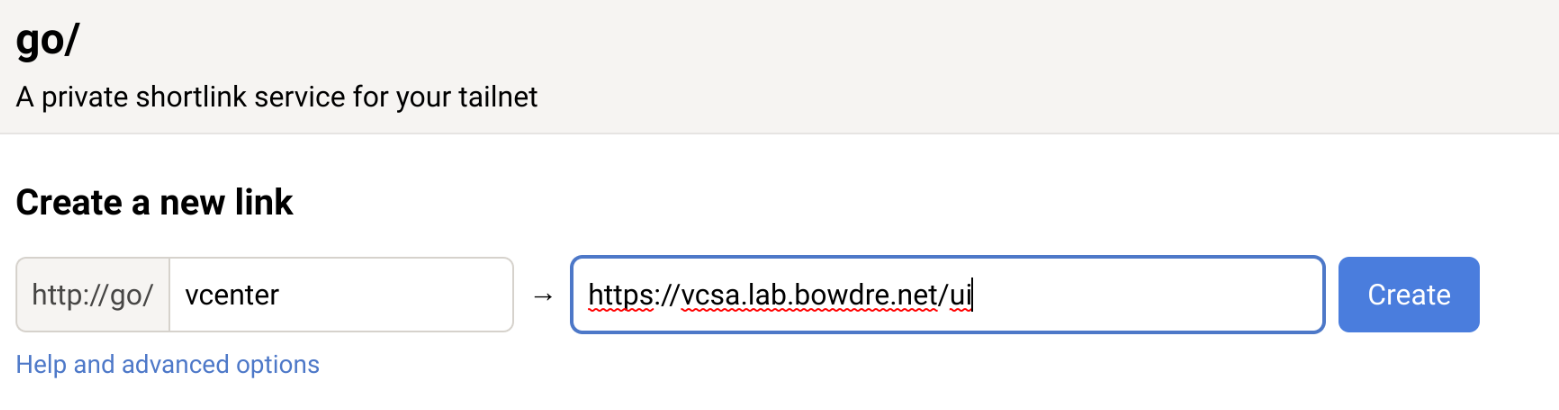 go/
A private shortlink service for your tailnet
Create a new link
http://go/ vcenter → https://vcsa.lab.bowdre.net/ui Create
Help and advanced options